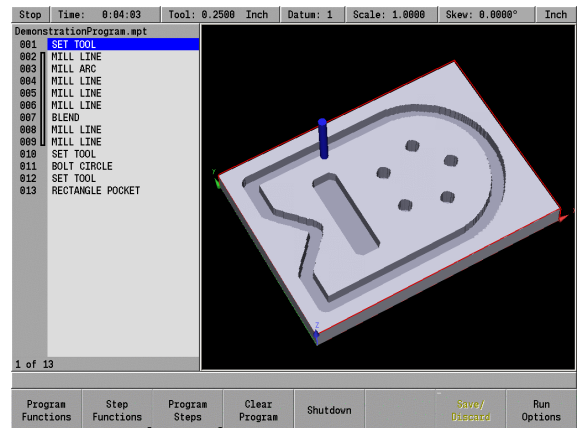 Stop Time: 0:04:03 Tool: 0.2500 Inch Datum: 1 Scale: 1.0000 Skew: 0.0000° Inch
DemonstrationProgram.mpt
001 SET TOOL
002 MILL LINE
003 MILL ARC
004 MILL LINE
005 MILL LINE
006 MILL LINE
007 BLEND
008 MILL LINE
009 MILL LINE
010 SET TOOL
011 BOLT CIRCLE
012 SET TOOL
013 RECTANGLE POCKET
Y
Z
1 of 13
Program Functions
Step Functions
Program Steps
Clear Program
Shutdown
Save/ Discard
Run Options